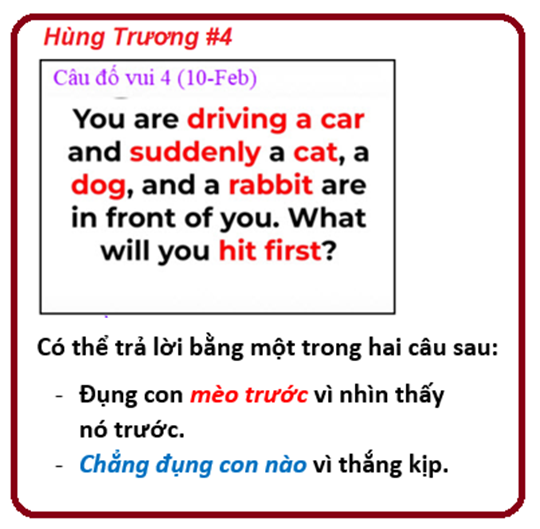 Hùng Trương #4
Câu đố vui 4 (10-Feb)
You are driving a car
and suddenly a cat, a
dog, and a rabbit are
in front of you. What
will you hit first?
Có thể trả lời bằng một trong hai câu sau:
- Đụng con mèo trước vì nhìn thấy
nó trước.
- Chẳng đụng con nào vì thắng kịp.